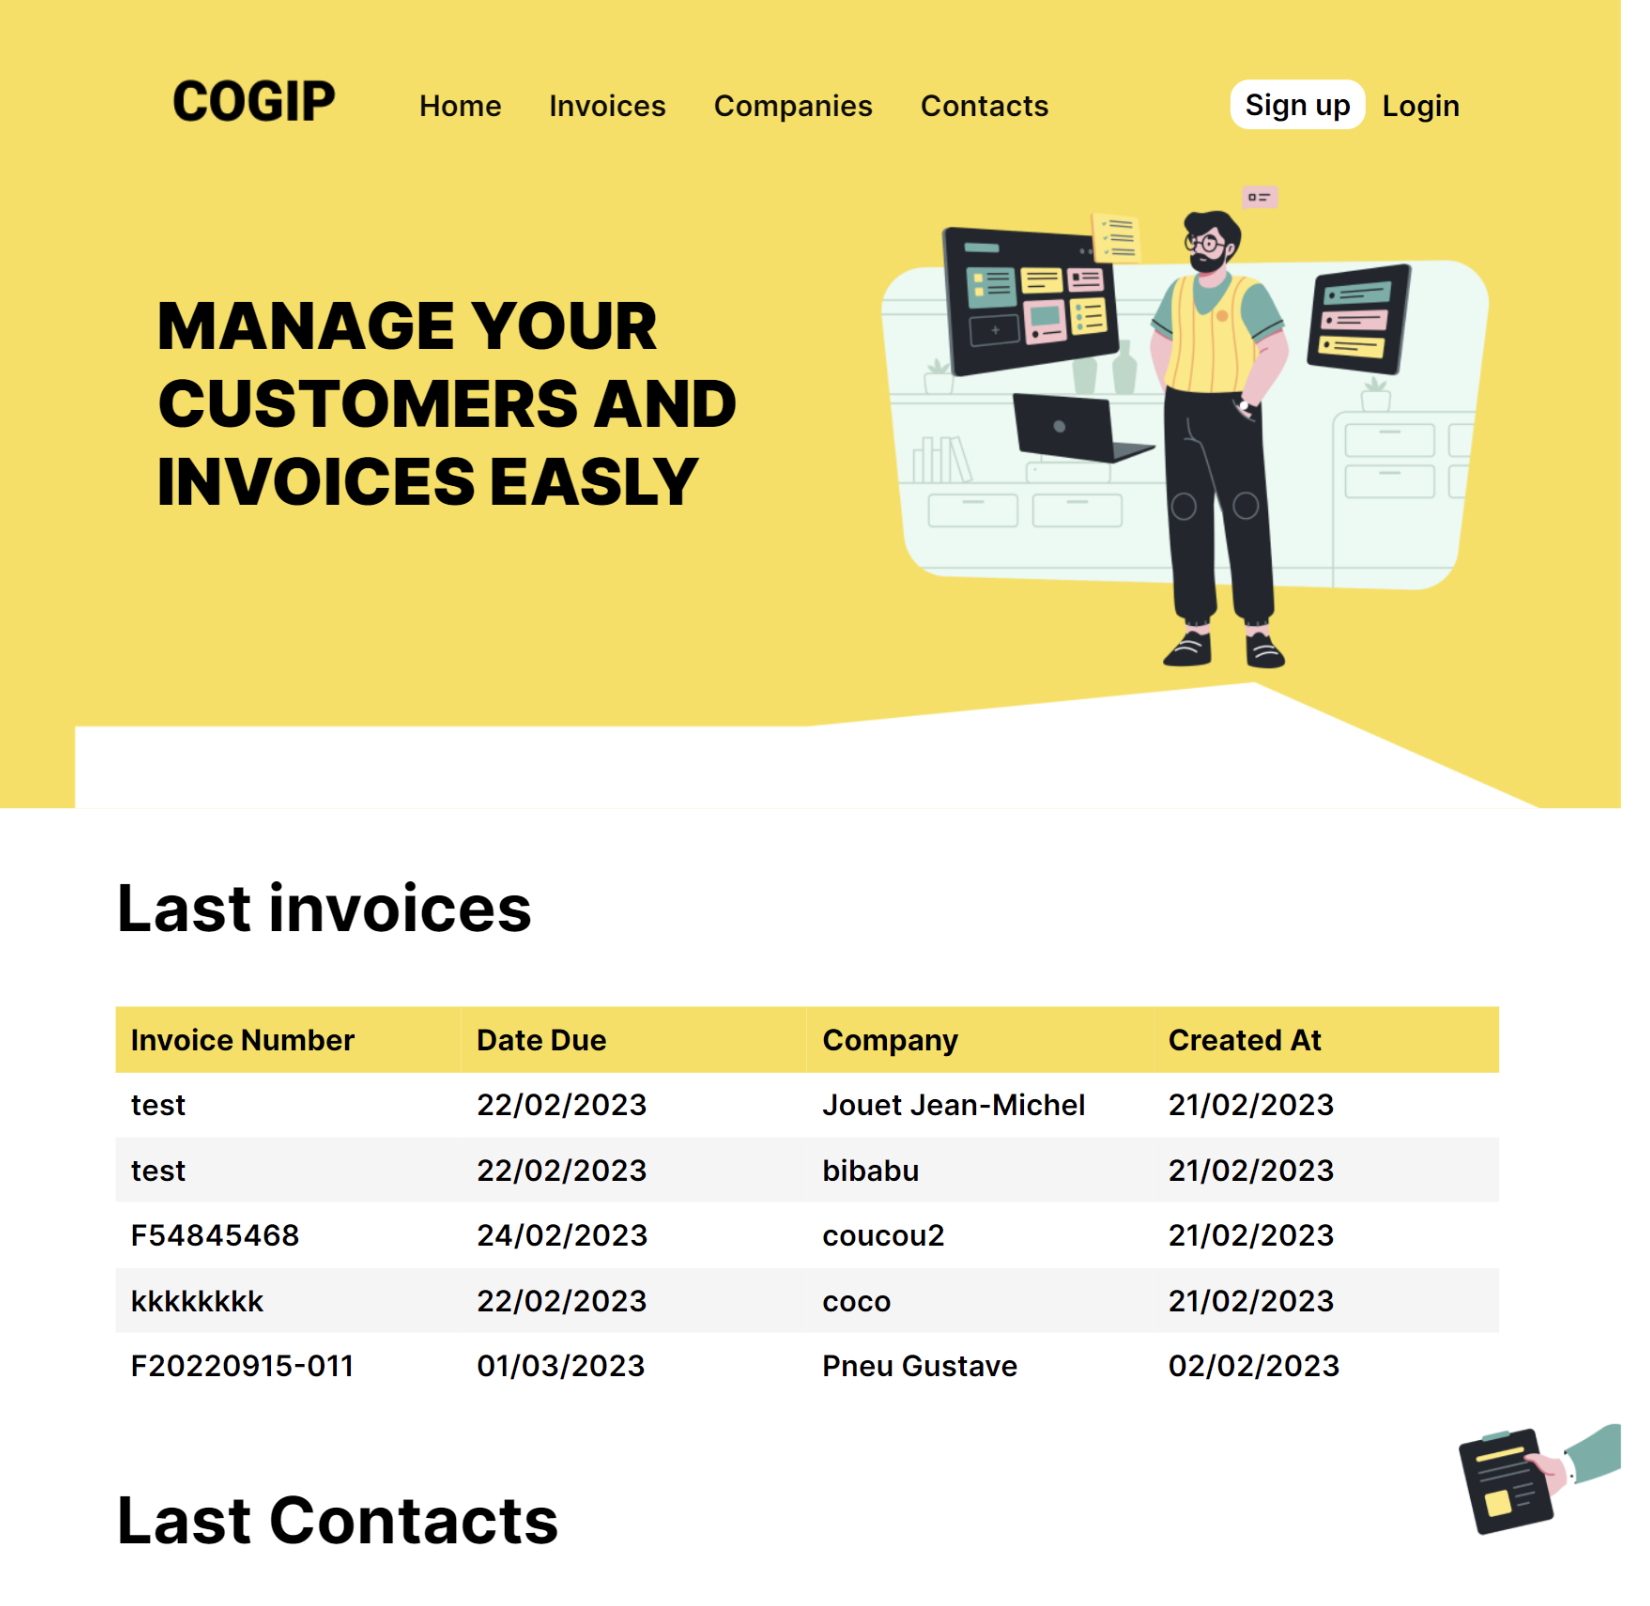 COGIP Home Invoices Companies Contacts Sign up Login
MANAGE YOUR
CUSTOMERS AND
INVOICES EASLY
Last invoices
Invoice Number Date Due Company Created At
test 22/02/2023 Jouet Jean-Michel 21/02/2023
test 22/02/2023 bibabu 21/02/2023
F54845468 24/02/2023 coucou2 21/02/2023
kkkkkkkk 22/02/2023 coco 21/02/2023
F20220915-011 01/03/2023 Pneu Gustave 02/02/2023
Last Contacts